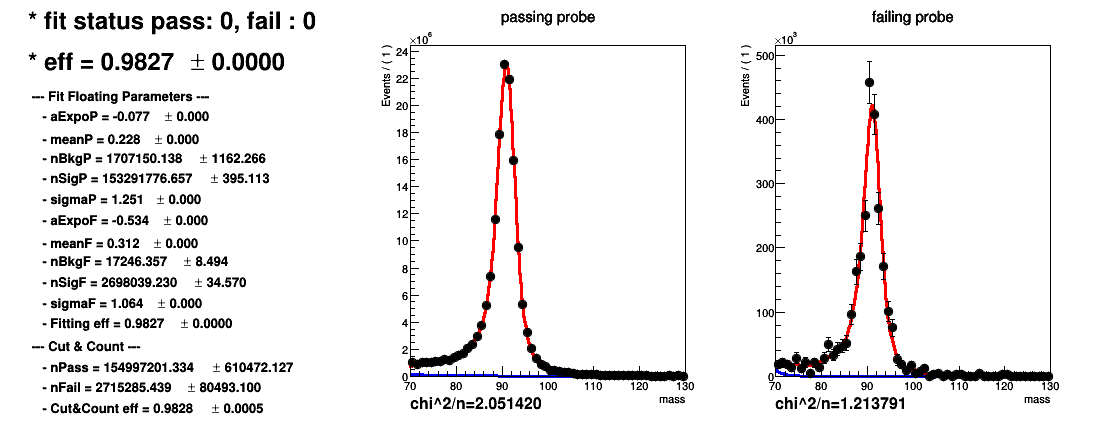 * fit status pass: 0, fail : 0
* eff = 0.9827 ± 0.0000
--- Fit Floating Parameters ---
- aExpoP = -0.077 ± 0.000
- meanP = 0.228 ± 0.000
- nBkgP = 1707150.138 ± 1162.266
- nSigP = 153291776.657 ± 395.113
- sigmaP = 1.251 ± 0.000
- aExpoF = -0.534 ± 0.000
- meanF = 0.312 ± 0.000
- nBkgF = 17246.357 ± 8.494
- nSigF = 2698039.230 ± 34.570
- sigmaF = 1.064 ± 0.000
- Fitting eff = 0.9827 ± 0.0000
--- Cut & Count ---
- nPass = 154997201.334 ± 610472.127
- nFail = 2715285.439 ± 80493.100
- Cut&Count eff = 0.9828 ± 0.0005
passing probe
×10⁶
Events / ( 1 )
24
22
20
18
16
14
12
10
8
6
4
2
0
70 80 90 100 110 120 130
mass
chi^2/n=2.051420
failing probe
×10³
Events / ( 1 )
500
400
300
200
100
0
70 80 90 100 110 120 130
mass
chi^2/n=1.213791